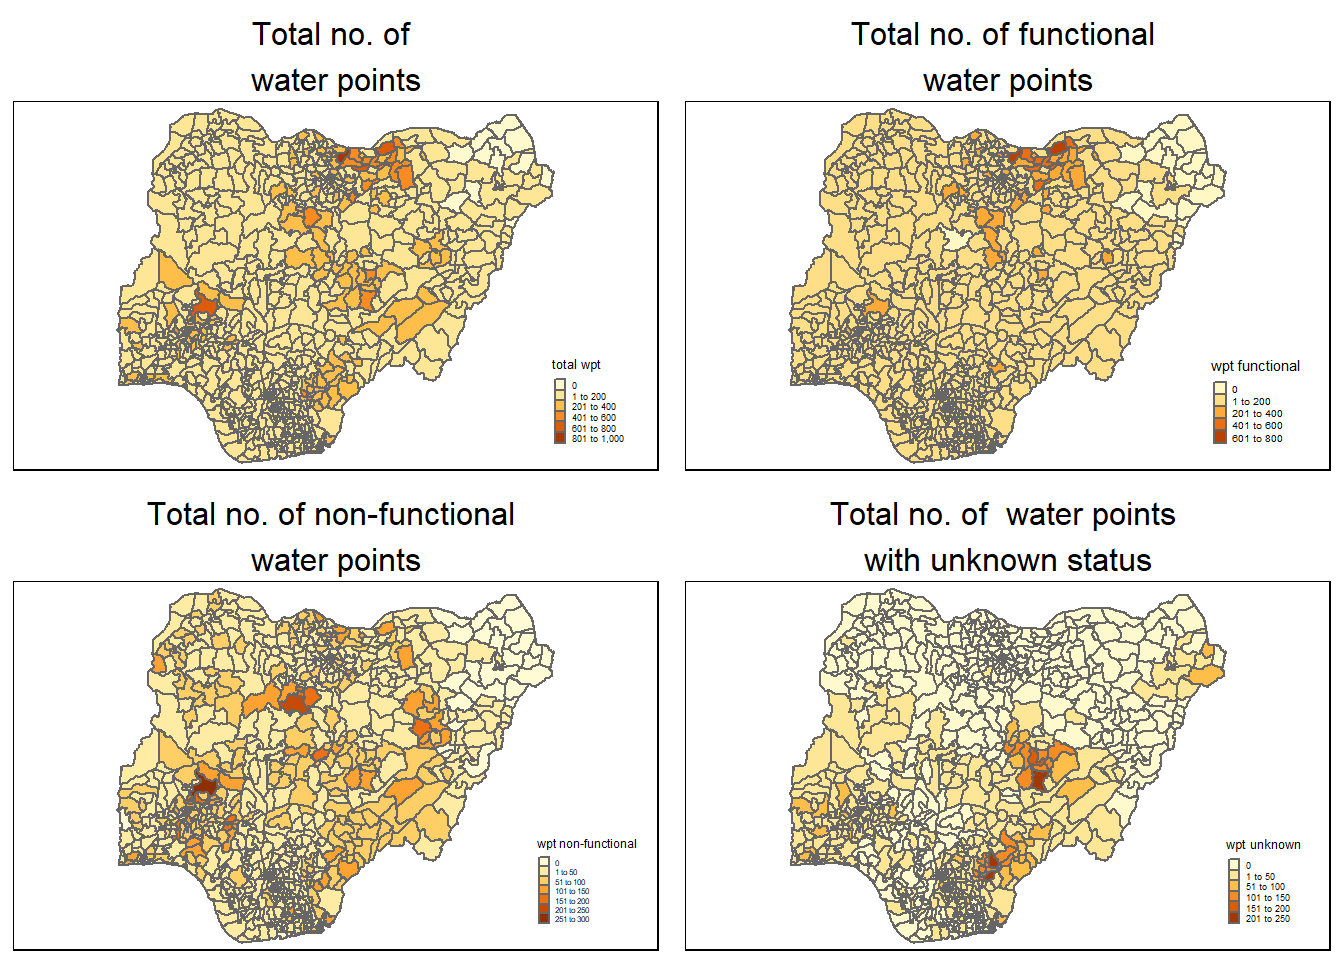 Total no. of
water points
total wpt
0
1 to 200
201 to 400
401 to 600
601 to 800
801 to 1,000
Total no. of functional
water points
wpt functional
0
1 to 200
201 to 400
401 to 600
601 to 800
Total no. of non-functional
water points
wpt non-functional
0
1 to 50
51 to 100
101 to 150
151 to 200
201 to 250
251 to 300
Total no. of  water points
with unknown status
wpt unknown
0
1 to 50
51 to 100
101 to 150
151 to 200
201 to 250